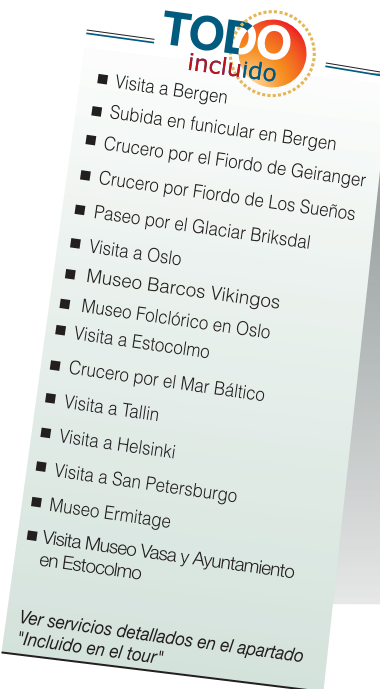 TODO
incluido
■ Visita a Bergen
■ Subida en funicular en Bergen
■ Crucero por el Fiordo de Geiranger
■ Crucero por Fiordo de Los Sueños
■ Paseo por el Glaciar Briksdal
■ Visita a Oslo
■ Museo Barcos Vikingos
■ Museo Folclórico en Oslo
■ Visita a Estocolmo
■ Crucero por el Mar Báltico
■ Visita a Tallin
■ Visita a Helsinki
■ Visita a San Petersburgo
■ Museo Ermitage
■ Visita Museo Vasa y Ayuntamiento
en Estocolmo
Ver servicios detallados en el apartado
"Incluido en el tour"